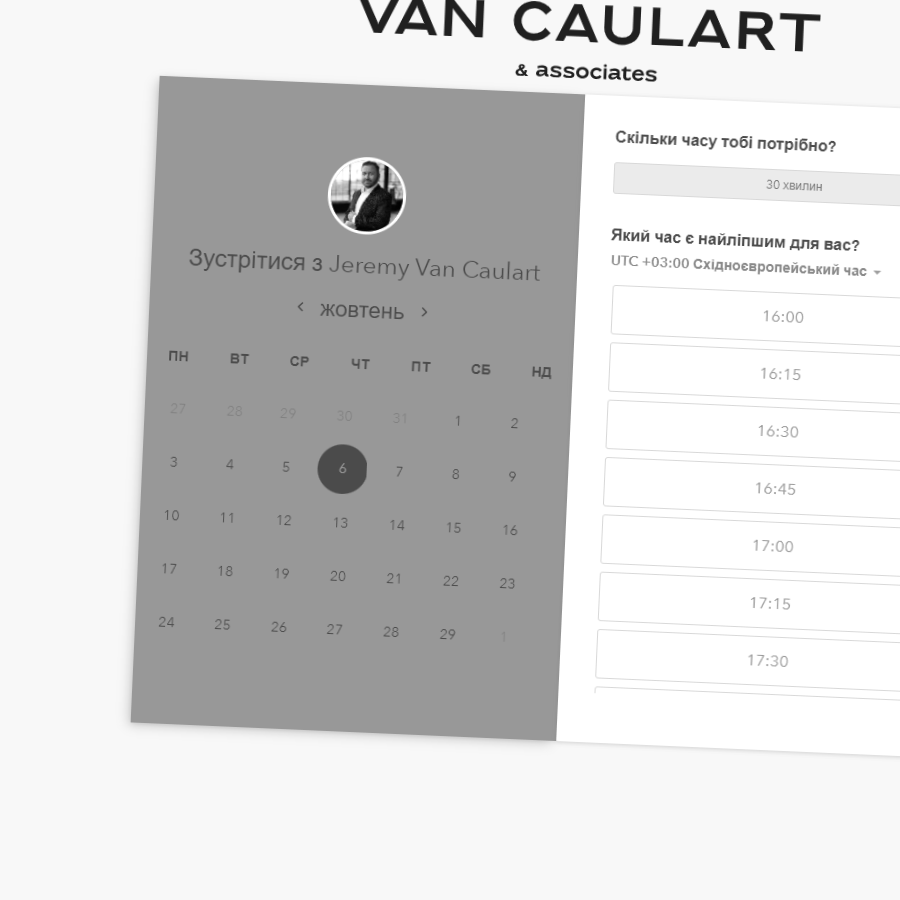 VAN CAULART
& associates
Зустрітися з Jeremy Van Caulart
жовтень
ПН ВТ СР ЧТ ПТ СБ НД
27 28 29 30 31 1 2
3 4 5 6 7 8 9
10 11 12 13 14 15 16
17 18 19 20 21 22 23
24 25 26 27 28 29 1
Скільки часу тобі потрібно?
30 хвилин
Який час є найліпшим для вас?
UTC +03:00 Східноєвропейський час
16:00
16:15
16:30
16:45
17:00
17:15
17:30